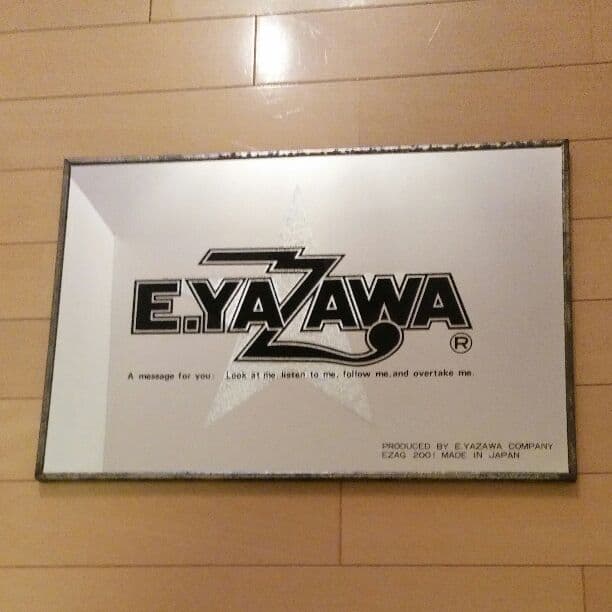 E.YAZAWA
®
A message for you: Look at me, listen to me, follow me, and overtake me.
PRODUCED BY E.YAZAWA COMPANY
EZAG 2001 MADE IN JAPAN